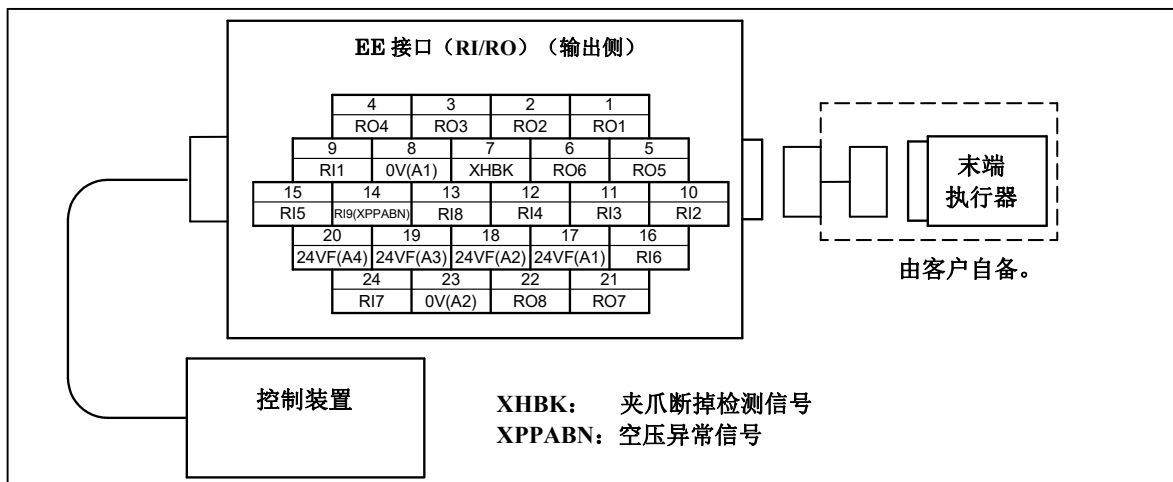 EE 接口（RI/RO）（输出侧）
4 3 2 1
RO4 RO3 RO2 RO1
9 8 7 6 5
RI1 0V(A1) XHBK RO6 RO5
15 14 13 12 11 10
RI5 RI9(XPPABN) RI8 RI4 RI3 RI2
20 19 18 17 16
24VF(A4) 24VF(A3) 24VF(A2) 24VF(A1) RI6
24 23 22 21
RI7 0V(A2) RO8 RO7
末端
执行器
由客户自备。
控制装置
XHBK： 夹爪断掉检测信号
XPPABN：空压异常信号